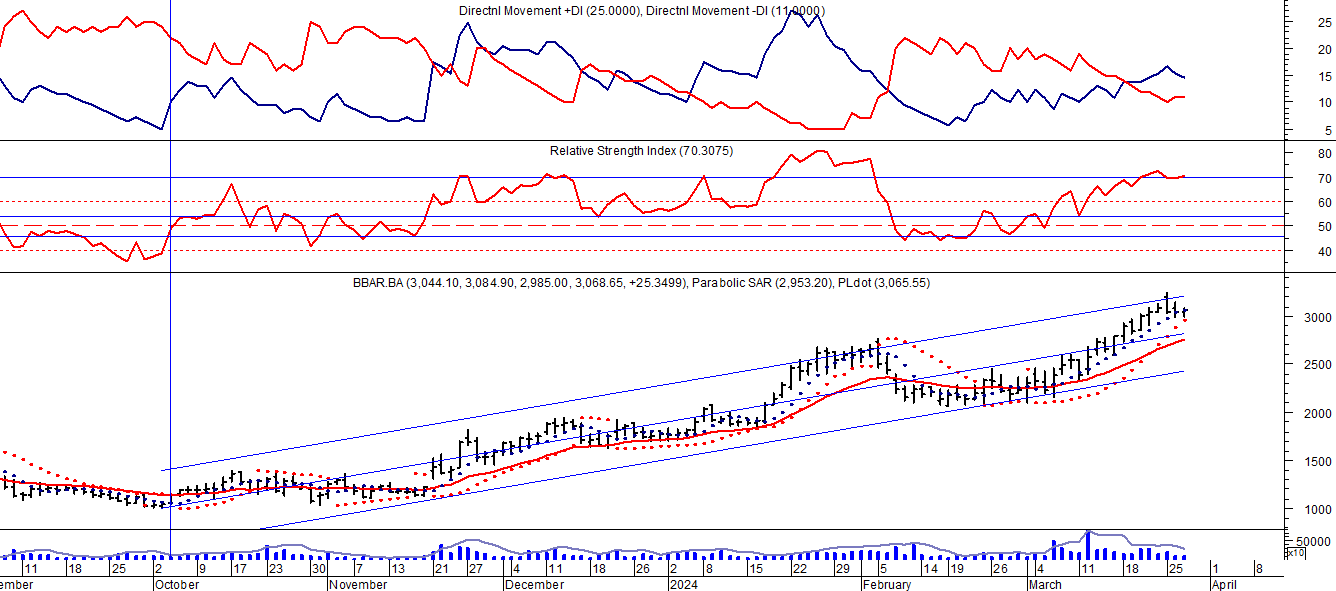 Directnl Movement +DI (25.0000), Directnl Movement -DI (11.0000)
25
20
15
10
5
Relative Strength Index (70.3075)
80
70
60
50
40
BBAR.BA (3,044.10, 3,084.90, 2,985.00, 3,068.65, +25.3499), Parabolic SAR (2,953.20), PLdot (3,065.55)
3000
2500
2000
1500
1000
50000
x10
11 18 25 2 9 17 23 30 7 13 21 27 4 11 18 26 2 8 15 22 29 5 14 19 26 4 11 18 25 1 8
ember October November December 2024 February March April